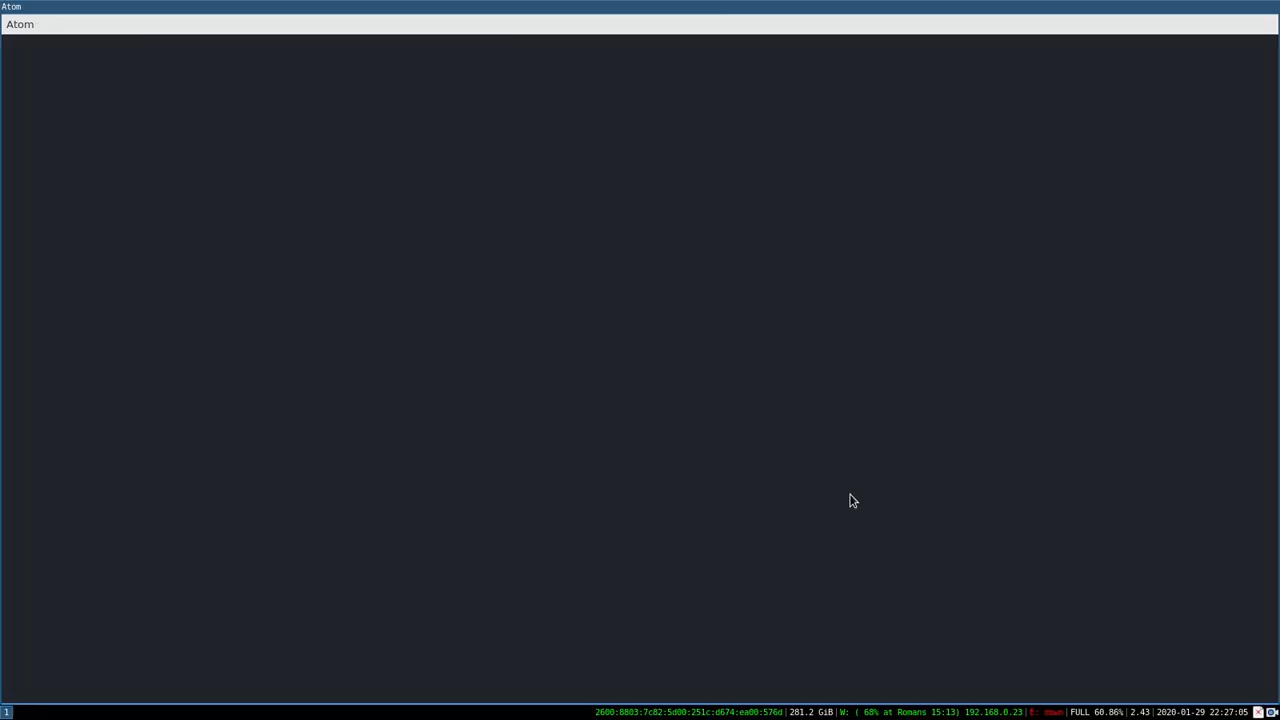 Atom
Atom
1 2600:8803:7c82:5d00:251c:d674:ea00:576d|281.2 GiB|W: ( 68% at Romans 15:13) 192.168.0.23|E: down|FULL 60.86%|2.43|2020-01-29 22:27:05